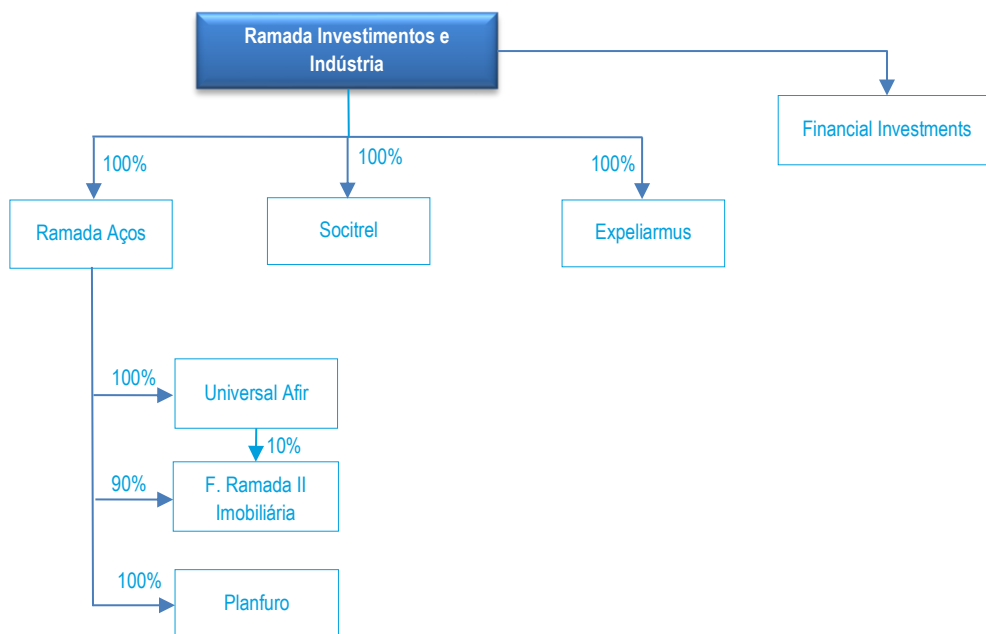 Ramada Investimentos e
Indústria
Financial Investments
100%
100%
100%
Ramada Aços
Socitrel
Expeliarmus
100%
Universal Afir
10%
90%
F. Ramada II
Imobiliária
100%
Planfuro